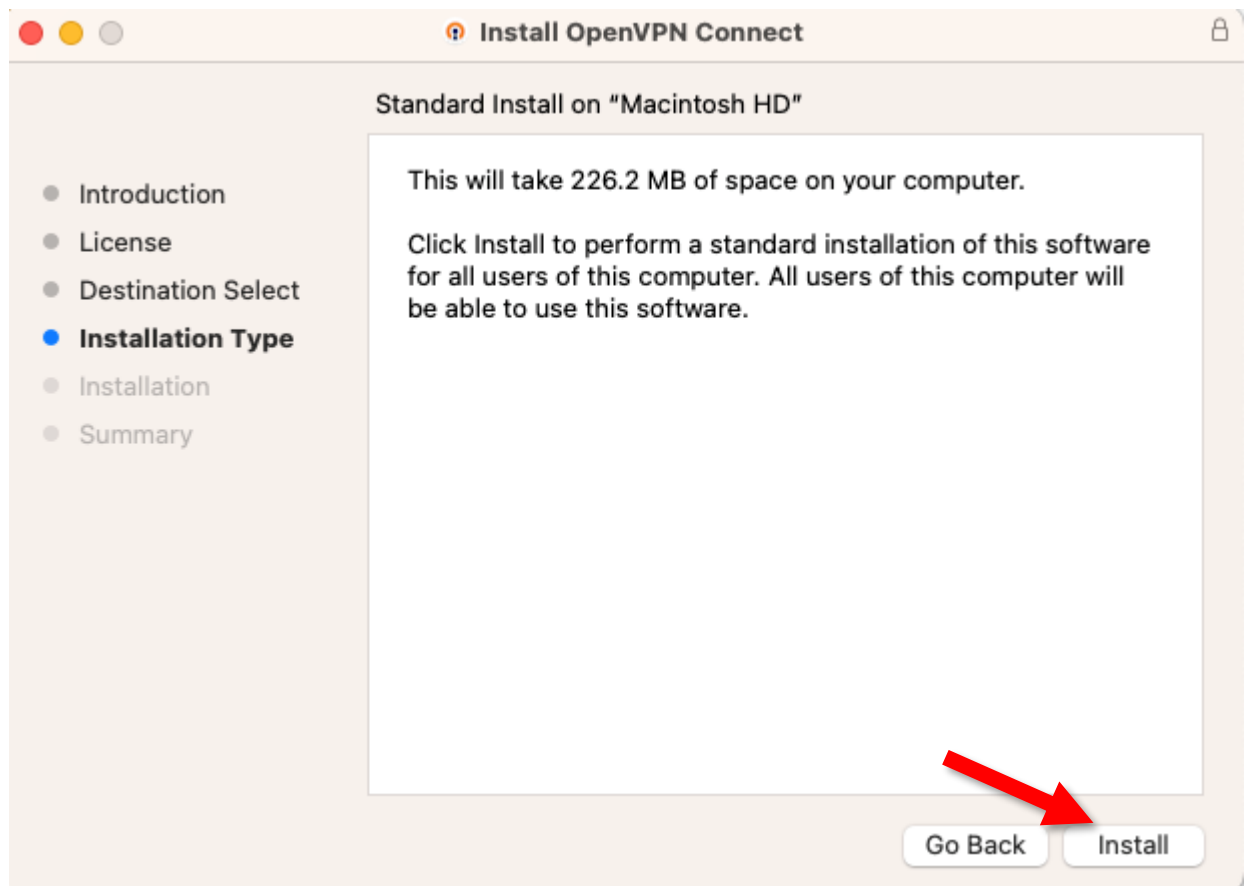 Install OpenVPN Connect
Standard Install on “Macintosh HD”
Introduction
License
Destination Select
Installation Type
Installation
Summary
This will take 226.2 MB of space on your computer.
Click Install to perform a standard installation of this software
for all users of this computer. All users of this computer will
be able to use this software.
Go Back
Install